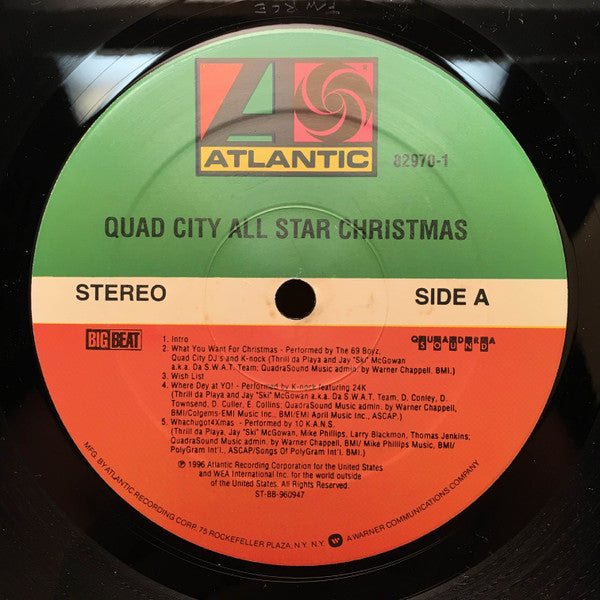 ATLANTIC
82970-1
QUAD CITY ALL STAR CHRISTMAS
STEREO
SIDE A
BIG BEAT
QUADRA
SOUND
1. Intro
2. What You Want For Christmas - Performed by The 69 Boyz,
Quad City DJ's and K-nock (Thrill da Playa and Jay "Ski" McGowan
a.k.a. Da S.W.A.T. Team; QuadraSound Music admin. by Warner Chappell, BMI.)
3. Wish List
4. Where Dey at YO! - Performed by K-nock featuring 24K
(Thrill da Playa and Jay "Ski" McGowan a.k.a. Da S.W.A.T. Team, D. Conley, D.
Townsend, D. Culler, E. Collins; QuadraSound Music admin. by Warner Chappell,
BMI/Colgems-EMI Music Inc., BMI/EMI April Music Inc., ASCAP.)
5. Whachugot4Xmas - Performed by 10 K.A.N.S.
(Thrill da Playa, Jay "Ski" McGowan, Mike Phillips, Larry Blackmon, Thomas Jenkins;
QuadraSound Music admin. by Warner Chappell, BMI/ Mike Phillips Music, BMI/
PolyGram Int'l., ASCAP/Songs Of PolyGram Int'l. BMI.)
℗ 1996 Atlantic Recording Corporation for the United States
and WEA International Inc. for the world outside
of the United States. All Rights Reserved.
ST-BB-960947
MFG. BY ATLANTIC RECORDING CORP. 75 ROCKEFELLER PLAZA, N.Y. N.Y. A WARNER COMMUNICATIONS COMPANY